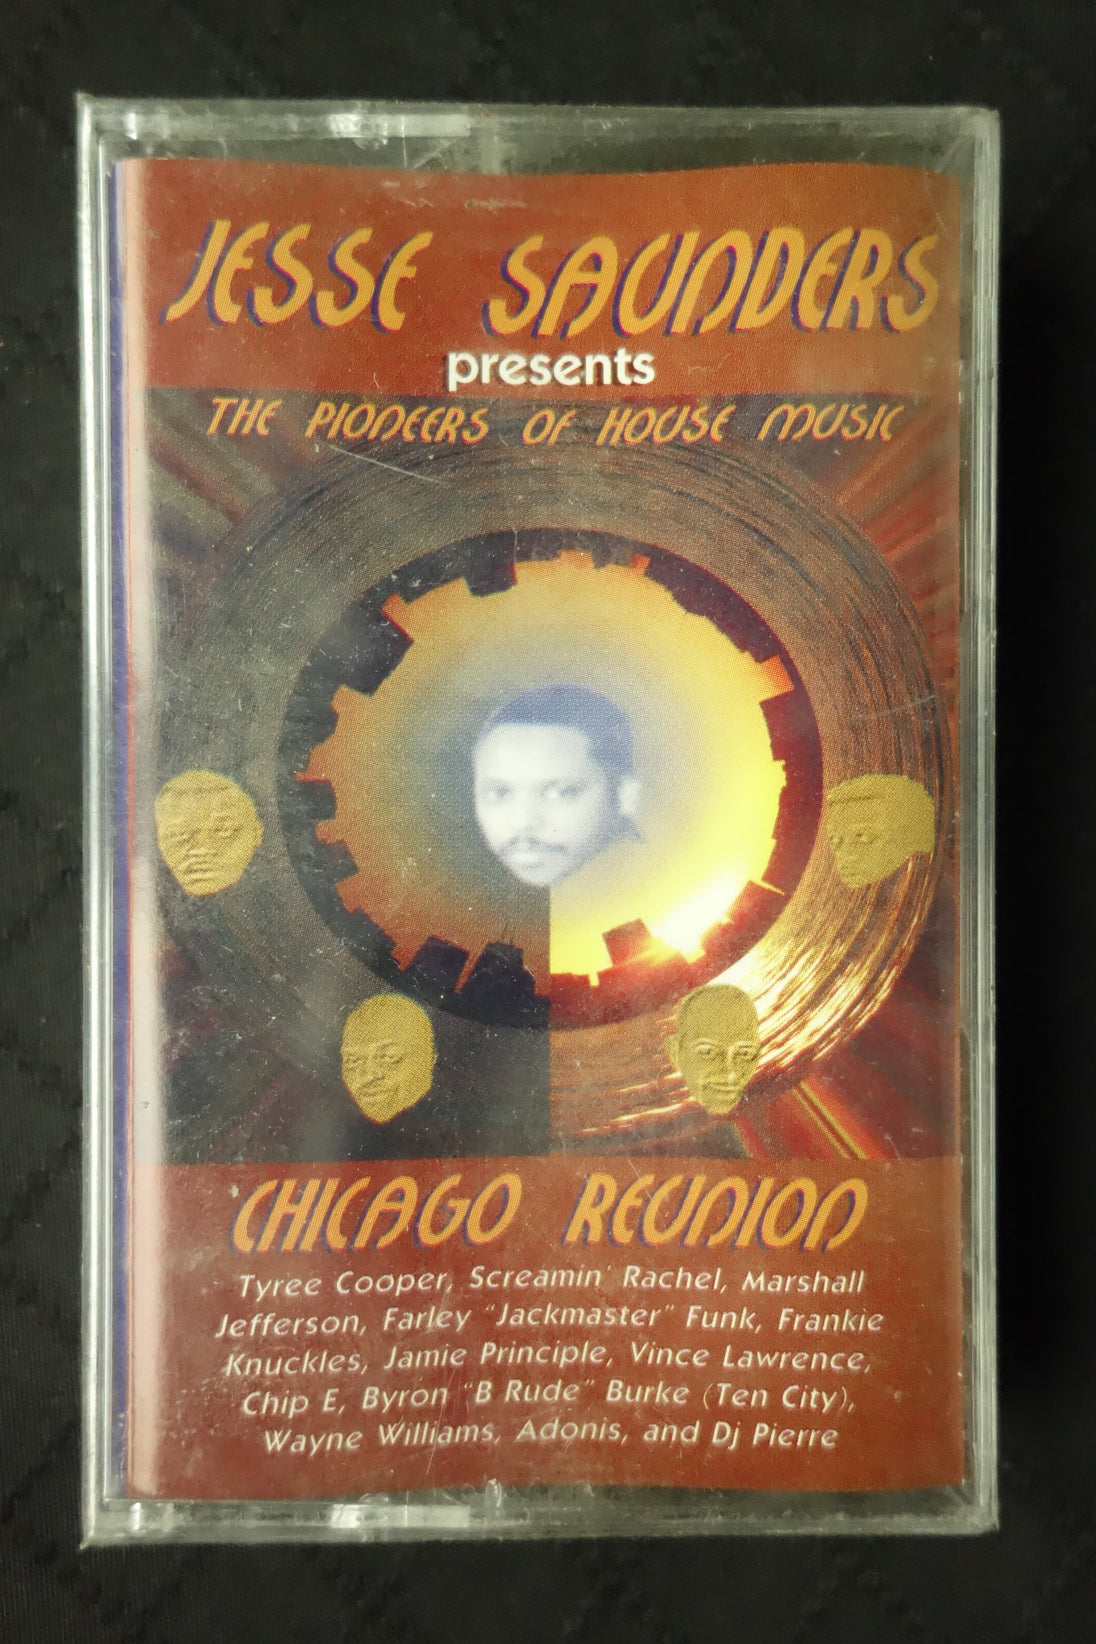 JESSE SAUNDERS
presents
THE PIONEERS OF HOUSE MUSIC
CHICAGO REUNION
Tyree Cooper, Screamin' Rachel, Marshall
Jefferson, Farley "Jackmaster" Funk, Frankie
Knuckles, Jamie Principle, Vince Lawrence,
Chip E, Byron "B Rude" Burke (Ten City),
Wayne Williams, Adonis, and Dj Pierre